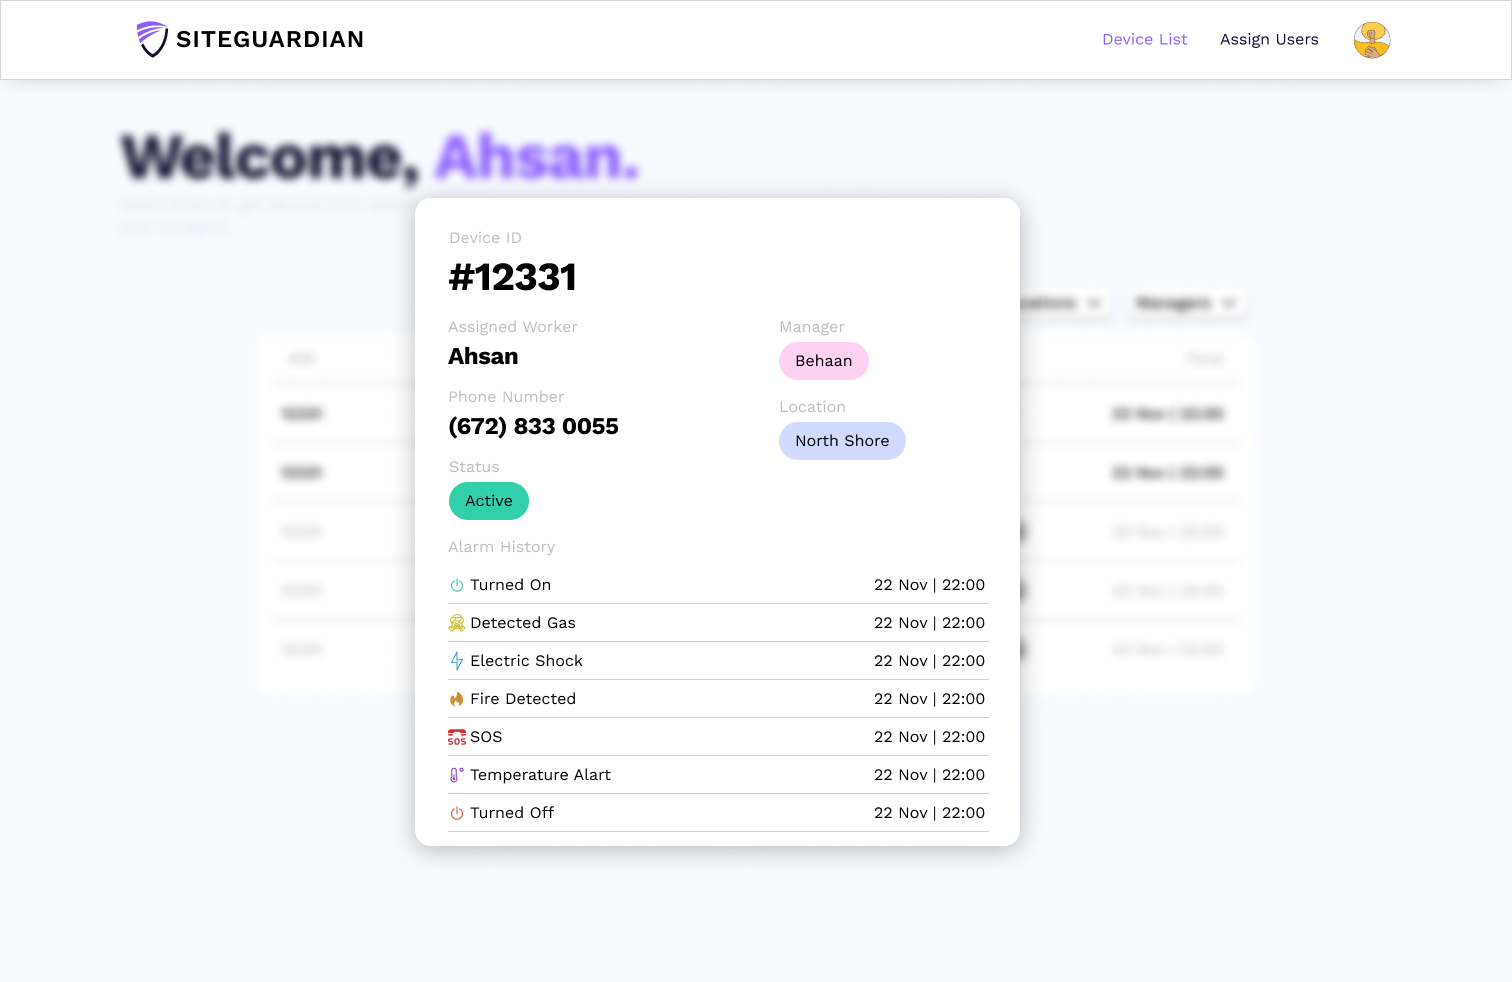 SITEGUARDIAN
Device List
Assign Users
Welcome, Ahsan.
Device ID
#12331
Assigned Worker
Manager
Ahsan
Behaan
Phone Number
Location
(672) 833 0055
North Shore
Status
Active
Alarm History
Turned On 22 Nov | 22:00
Detected Gas 22 Nov | 22:00
Electric Shock 22 Nov | 22:00
Fire Detected 22 Nov | 22:00
SOS SOS 22 Nov | 22:00
Temperature Alart 22 Nov | 22:00
Turned Off 22 Nov | 22:00
Managers
Time